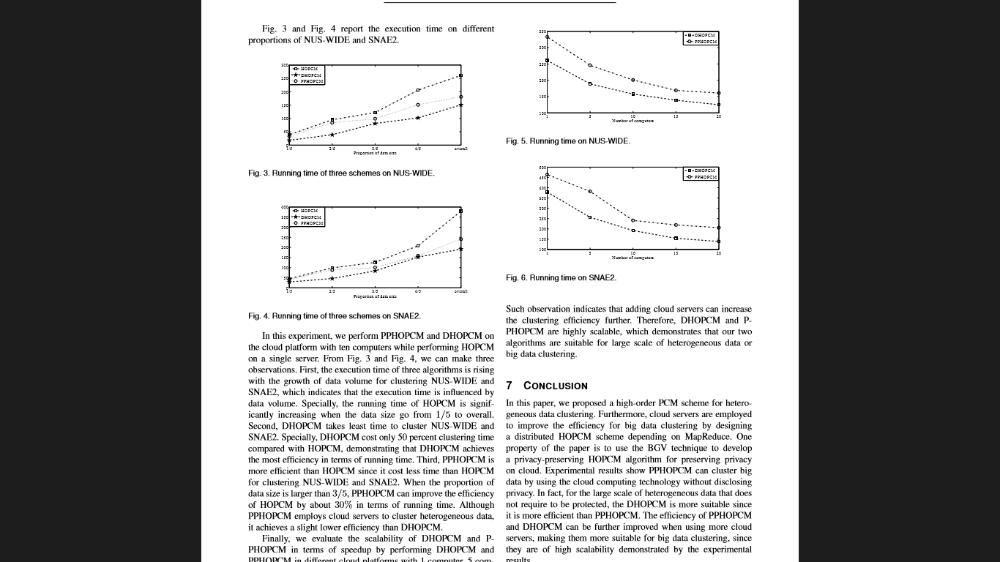 Fig. 3 and Fig. 4 report the execution time on different
proportions of NUS-WIDE and SNAE2.
300
250
200
150
100
50
HOPCM
DHOPCM
PPHOPCM
1/5
2/5
3/5
4/5
overall
Proportion of data size
Fig. 3. Running time of three schemes on NUS-WIDE.
400
350
300
250
200
150
100
50
HOPCM
DHOPCM
PPHOPCM
1/5
2/5
3/5
4/5
overall
Proportion of data size
Fig. 4. Running time of three schemes on SNAE2.
In this experiment, we perform PPHOPCM and DHOPCM on
the cloud platform with ten computers while performing HOPCM
on a single server. From Fig. 3 and Fig. 4, we can make three
observations. First, the execution time of three algorithms is rising
with the growth of data volume for clustering NUS-WIDE and
SNAE2, which indicates that the execution time is influenced by
data volume. Specially, the running time of HOPCM is signif-
icantly increasing when the data size go from 1/5 to overall.
Second, DHOPCM takes least time to cluster NUS-WIDE and
SNAE2. Specially, DHOPCM cost only 50 percent clustering time
compared with HOPCM, demonstrating that DHOPCM achieves
the most efficiency in terms of running time. Third, PPHOPCM is
more efficient than HOPCM since it cost less time than HOPCM
for clustering NUS-WIDE and SNAE2. When the proportion of
data size is larger than 3/5, PPHOPCM can improve the efficiency
of HOPCM by about 30% in terms of running time. Although
PPHOPCM employs cloud servers to cluster heterogeneous data,
it achieves a slight lower efficiency than DHOPCM.
Finally, we evaluate the scalability of DHOPCM and P-
PHOPCM in terms of speedup by performing DHOPCM and
PPHOPCM in different cloud platforms with 1 computer, 5 com-
350
300
250
200
150
100
DHOPCM
PPHOPCM
1
5
10
15
20
Number of computers
Fig. 5. Running time on NUS-WIDE.
500
450
400
350
300
250
200
150
100
DHOPCM
PPHOPCM
1
5
10
15
20
Number of computers
Fig. 6. Running time on SNAE2.
Such observation indicates that adding cloud servers can increase
the clustering efficiency further. Therefore, DHOPCM and P-
PHOPCM are highly scalable, which demonstrates that our two
algorithms are suitable for large scale of heterogeneous data or
big data clustering.
7 CONCLUSION
In this paper, we proposed a high-order PCM scheme for hetero-
geneous data clustering. Furthermore, cloud servers are employed
to improve the efficiency for big data clustering by designing
a distributed HOPCM scheme depending on MapReduce. One
property of the paper is to use the BGV technique to develop
a privacy-preserving HOPCM algorithm for preserving privacy
on cloud. Experimental results show PPHOPCM can cluster big
data by using the cloud computing technology without disclosing
privacy. In fact, for the large scale of heterogeneous data that does
not require to be protected, the DHOPCM is more suitable since
it is more efficient than PPHOPCM. The efficiency of PPHOPCM
and DHOPCM can be further improved when using more cloud
servers, making them more suitable for big data clustering, since
they are of high scalability demonstrated by the experimental
results.